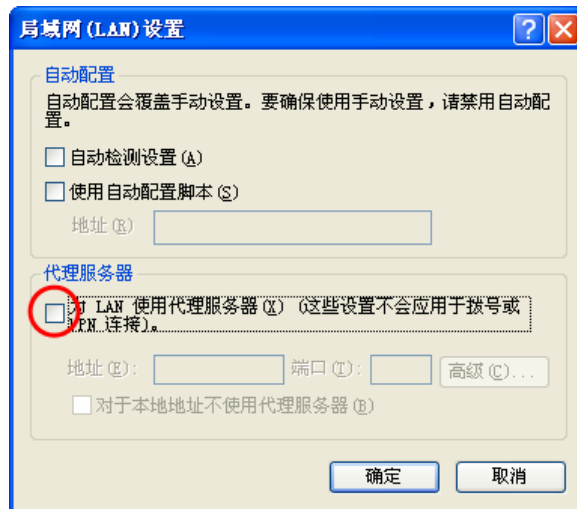 局域网(LAN)设置
自动配置
自动配置会覆盖手动设置。要确保使用手动设置，请禁用自动配
置。
自动检测设置(A)
使用自动配置脚本(S)
地址(R)
代理服务器
对 LAN 使用代理服务器(X) (这些设置不会应用于拨号或
VPN 连接)。
地址(E): 端口(T): 高级(C)...
对于本地地址不使用代理服务器(B)
确定 取消